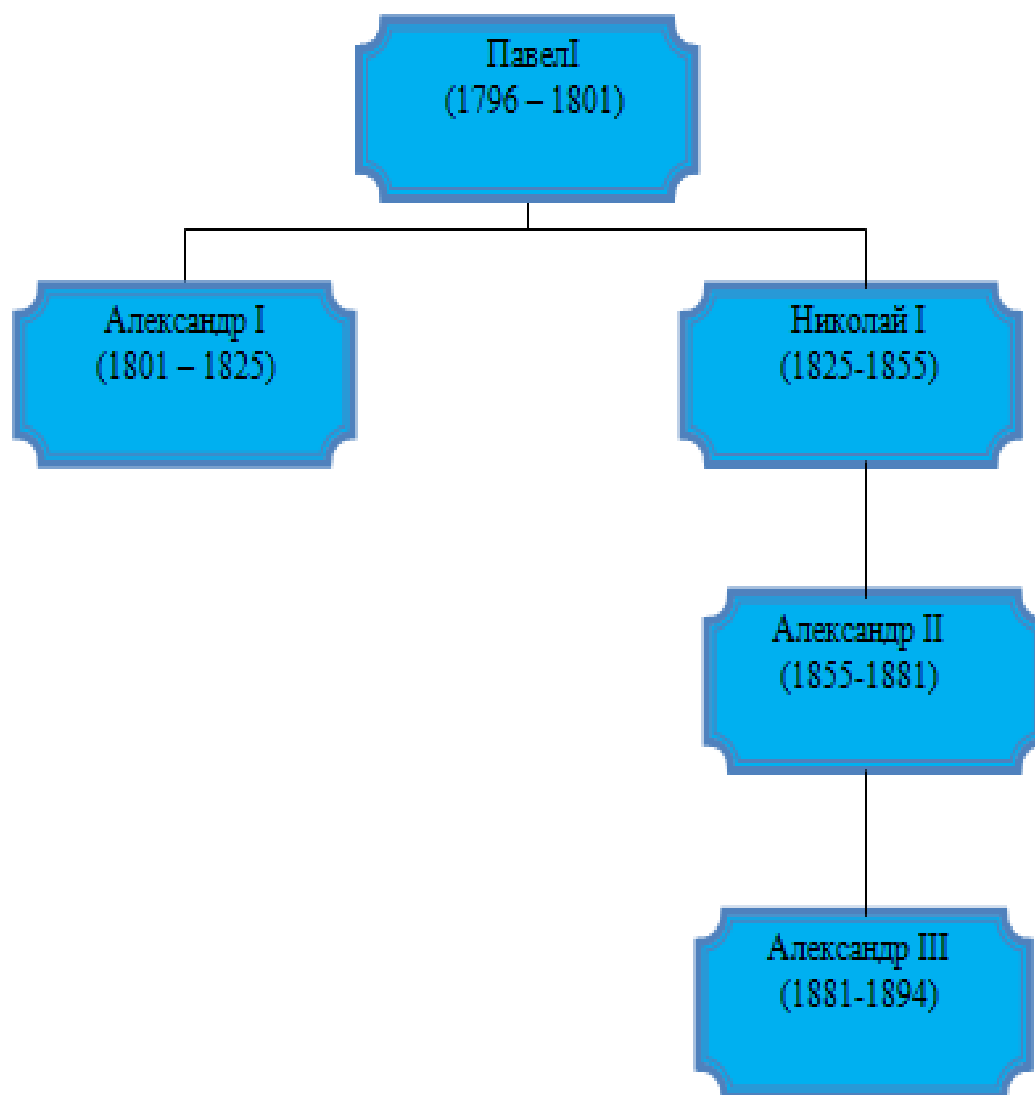 ПавелI
(1796 – 1801)
Александр I
(1801 – 1825)
Николай I
(1825-1855)
Александр II
(1855-1881)
Александр III
(1881-1894)